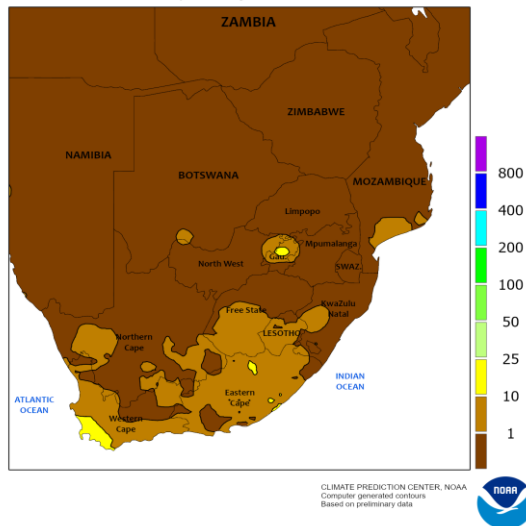 ZAMBIA
ZIMBABWE
NAMIBIA
BOTSWANA
MOZAMBIQUE
Limpopo
Mpumalanga
Gau.
North West
SWAZ.
Free State
KwaZulu
Natal
LESOTHO
Northern
Cape
Eastern
Cape
Western
Cape
ATLANTIC
OCEAN
INDIAN
OCEAN
800
400
200
100
50
25
10
1
CLIMATE PREDICTION CENTER, NOAA
Computer generated contours
Based on preliminary data
NOAA